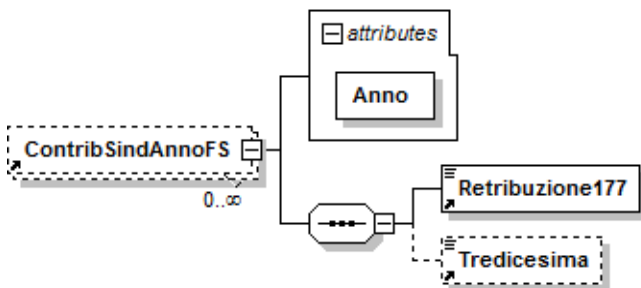 attributes
Anno
ContribSindAnnoFS
0..∞
Retribuzione177
Tredicesima